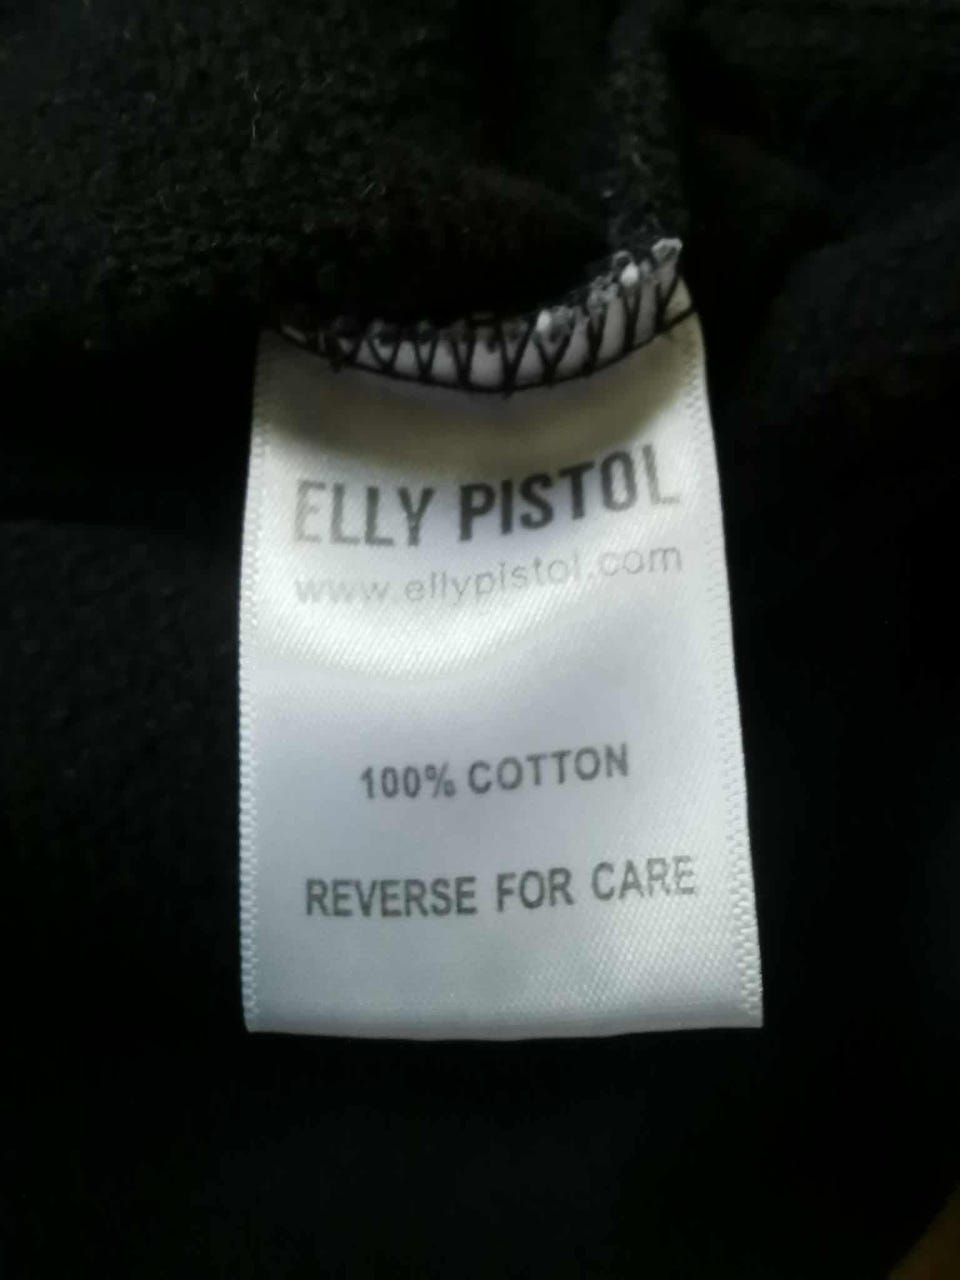 ELLY PISTOL
www.ellypistol.com
100% COTTON
REVERSE FOR CARE